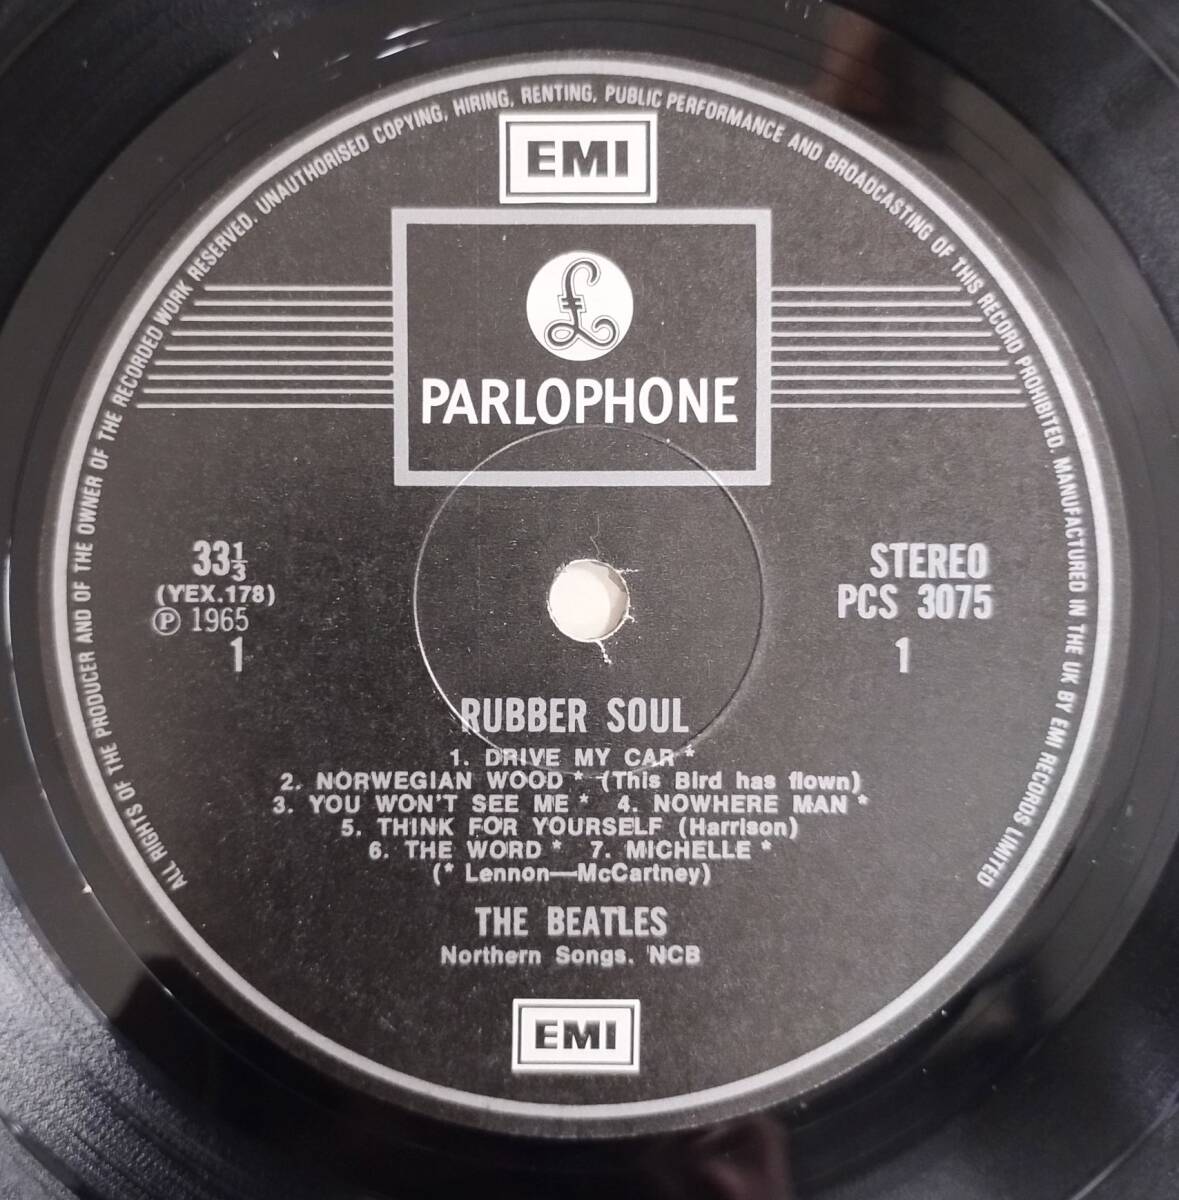 ALL RIGHTS OF THE PRODUCER AND OF THE OWNER OF THE RECORDED WORK RESERVED. UNAUTHORISED COPYING, HIRING, RENTING, PUBLIC PERFORMANCE AND BROADCASTING OF THIS RECORD PROHIBITED. MANUFACTURED IN THE UK BY EMI RECORDS LIMITED
EMI
£
PARLOPHONE
33⅓
(YEX.178)
Ⓟ 1965
1
STEREO
PCS 3075
1
RUBBER SOUL
1. DRIVE MY CAR *
2. NORWEGIAN WOOD * (This Bird has flown)
3. YOU WON'T SEE ME * 4. NOWHERE MAN *
5. THINK FOR YOURSELF (Harrison)
6. THE WORD * 7. MICHELLE *
(* Lennon—McCartney)
THE BEATLES
Northern Songs. 'NCB
EMI